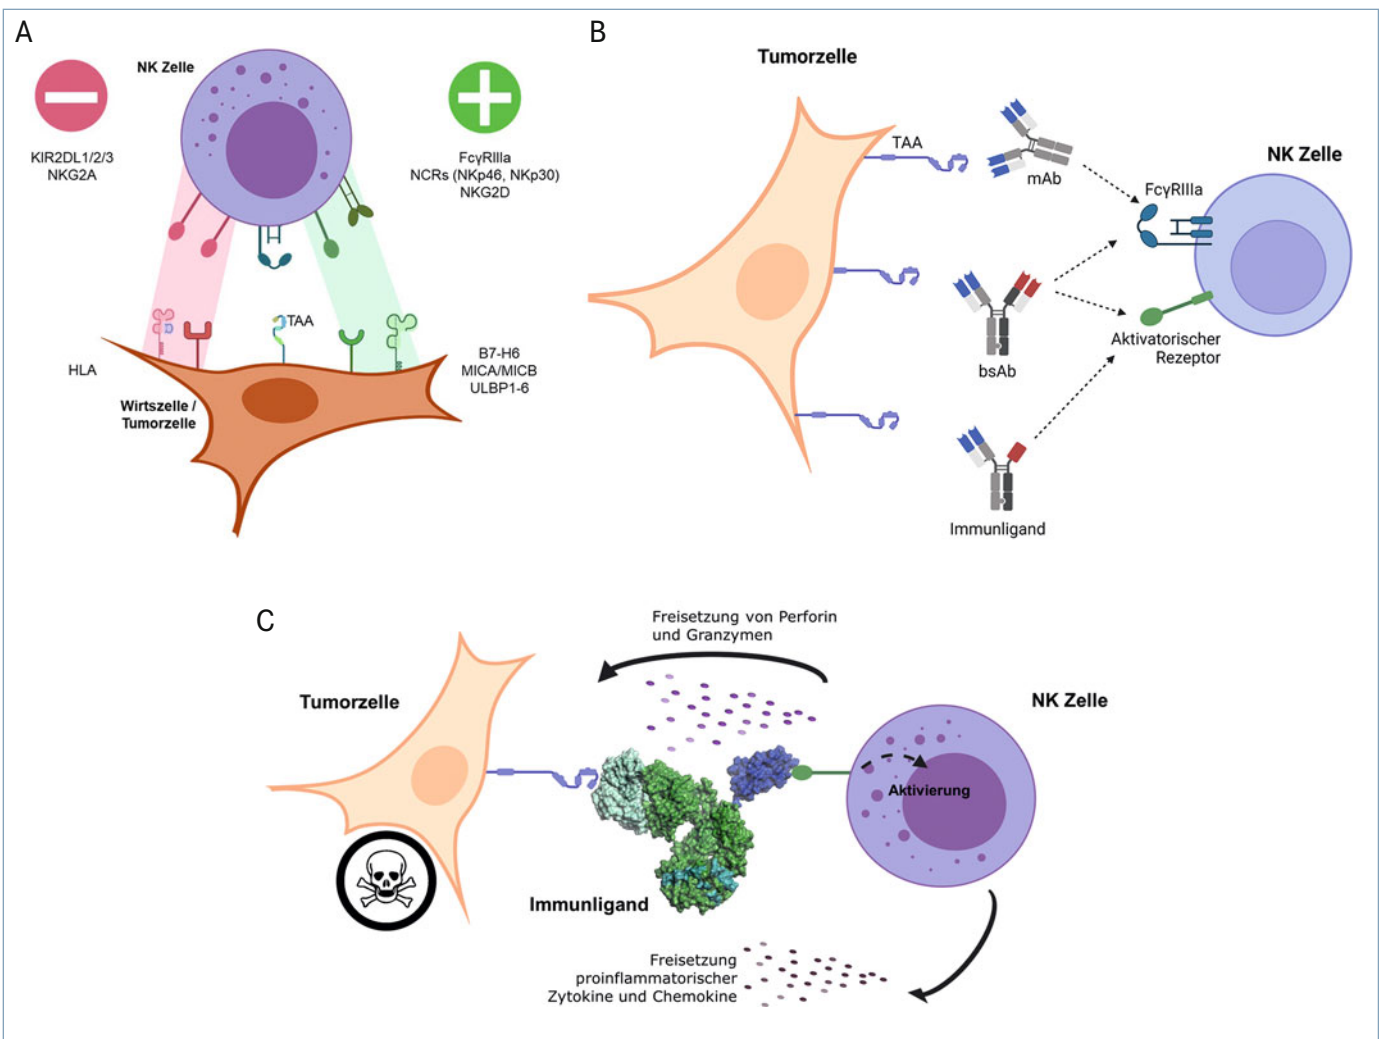 A
NK Zelle
KIR2DL1/2/3
NKG2A
FcγRIIIa
NCRs (NKp46, NKp30)
NKG2D
TAA
HLA
B7-H6
MICA/MICB
ULBP1-6
Wirtszelle /
Tumorzelle
B
Tumorzelle
TAA
mAb
NK Zelle
FcγRIIIa
bsAb
Aktivatorischer
Rezeptor
Immunligand
C
Freisetzung von Perforin
und Granzymen
Tumorzelle
NK Zelle
Aktivierung
Immunligand
Freisetzung
proinflammatorischer
Zytokine und Chemokine